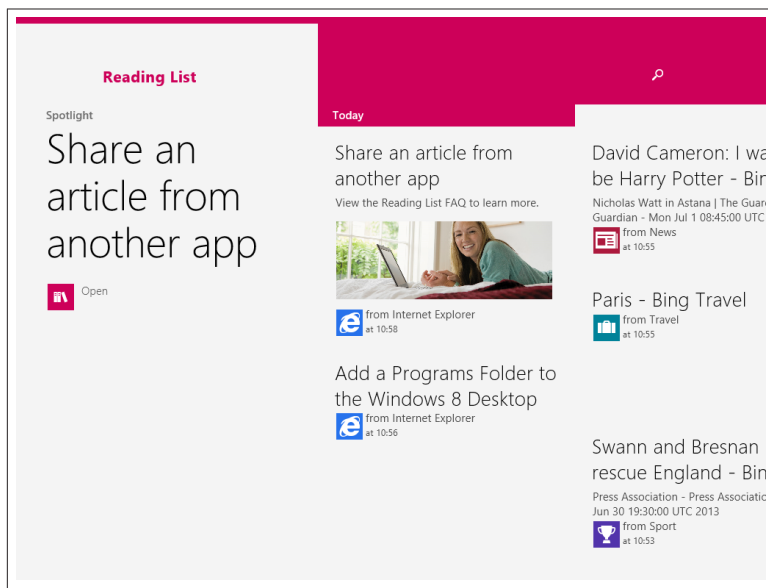 Reading List
Spotlight
Share an
article from
another app
Open
Today
Share an article from
another app
View the Reading List FAQ to learn more.
from Internet Explorer
at 10:58
Add a Programs Folder to
the Windows 8 Desktop
from Internet Explorer
at 10:56
David Cameron: I
be Harry Potter -
Nicholas Watt in Astana | The
Guardian - Mon Jul 1 08:45:00 UTC
from News
at 10:55
Paris - Bing Travel
from Travel
at 10:55
Swann and Bresnan
rescue England -
Press Association - Press
Jun 30 19:30:00 UTC 2013
from Sport
at 10:53